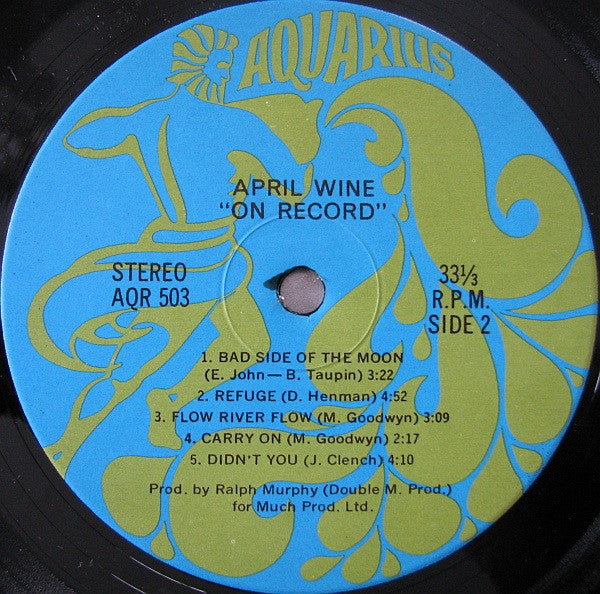 AQUARIUS
APRIL WINE
"ON RECORD"
STEREO
AQR 503
33⅓
R.P.M.
SIDE 2
1. BAD SIDE OF THE MOON
(E. John — B. Taupin) 3:22
2. REFUGE (D. Henman) 4:52
3. FLOW RIVER FLOW (M. Goodwyn) 3:09
4. CARRY ON (M. Goodwyn) 2:17
5. DIDN'T YOU (J. Clench) 4:10
Prod. by Ralph Murphy (Double M. Prod.)
for Much Prod. Ltd.